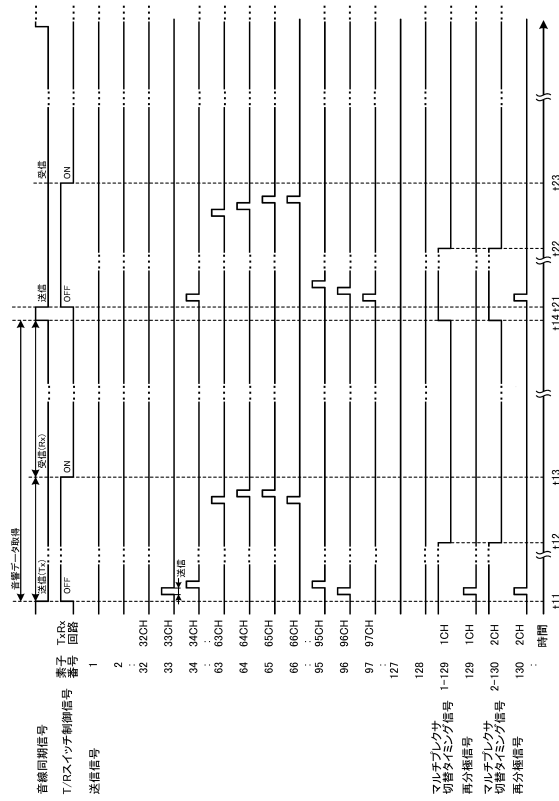 素子番号
TxRx回路
音響データ取得
音線同期信号
送信(Tx)
受信(Rx)
送信
受信
T/Rスイッチ制御信号
OFF
ON
OFF
ON
送信信号
1
2
:
32 32CH
33 33CH
送信
34 34CH
: :
63 63CH
64 64CH
65 65CH
66 66CH
: :
95 95CH
96 96CH
97 97CH
:
127
128
マルチプレクサ
切替タイミング信号 1-129 1CH
再分極信号 129 1CH
マルチプレクサ
切替タイミング信号 2-130 2CH
再分極信号 130 2CH
時間
t11
t12
t13
t14
t21
t22
t23